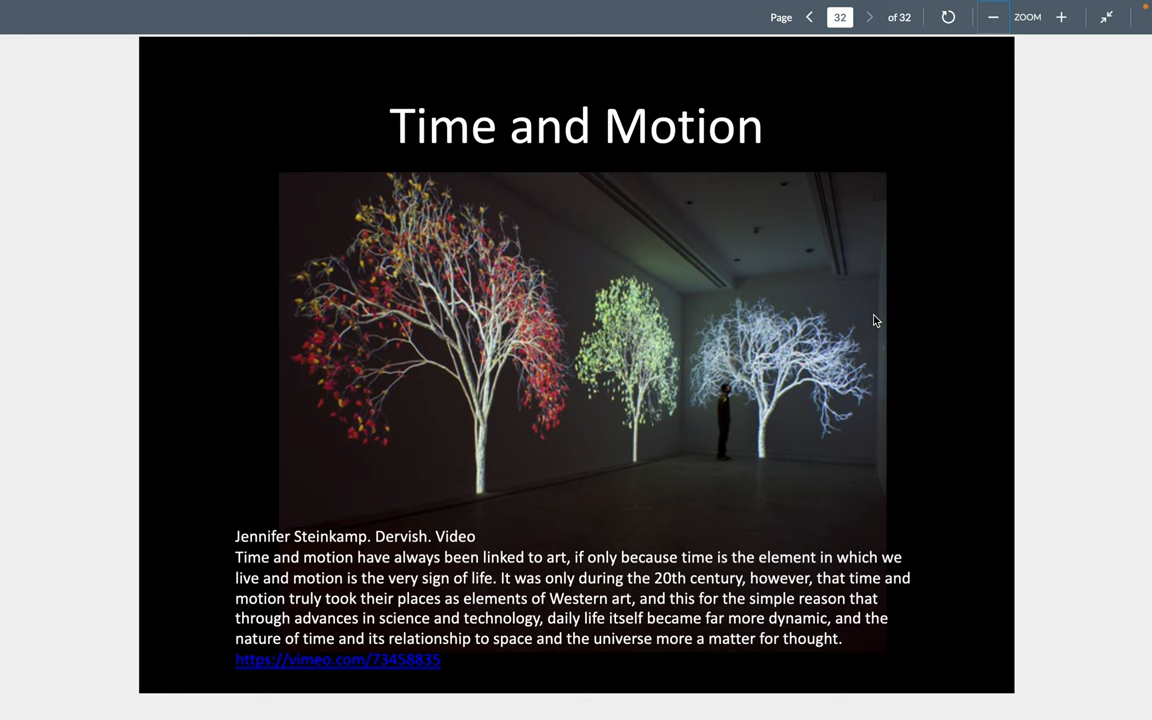 Page 32 of 32 ZOOM
Time and Motion
Jennifer Steinkamp. Dervish. Video
Time and motion have always been linked to art, if only because time is the element in which we
live and motion is the very sign of life. It was only during the 20th century, however, that time and
motion truly took their places as elements of Western art, and this for the simple reason that
through advances in science and technology, daily life itself became far more dynamic, and the
nature of time and its relationship to space and the universe more a matter for thought.
https://vimeo.com/73458835